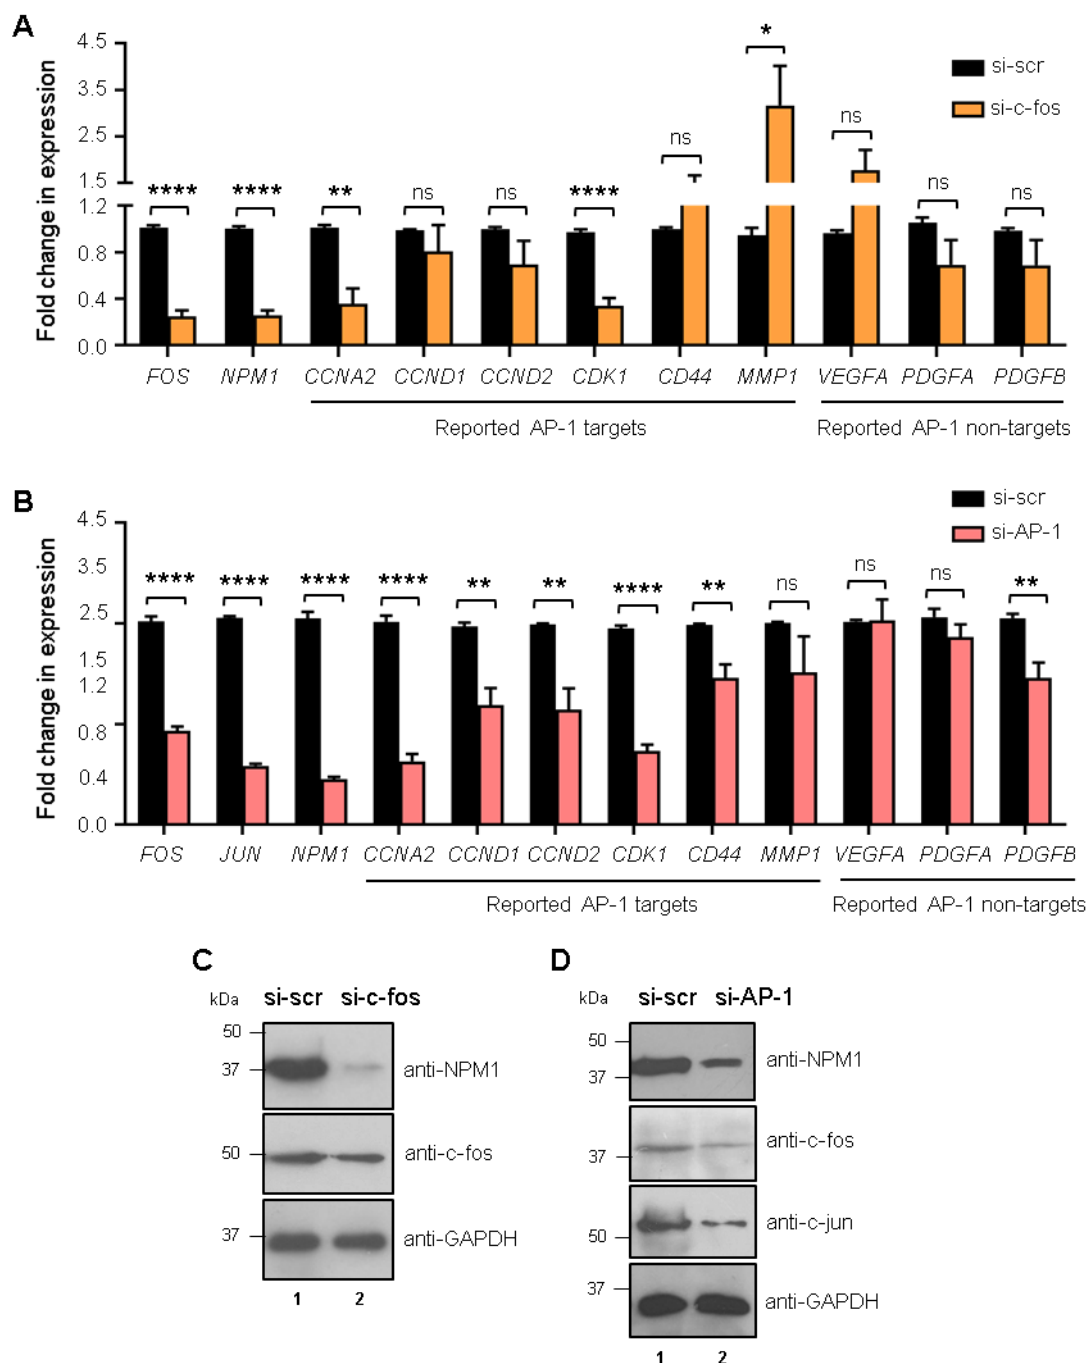 A
Fold change in expression
4.5
3.5
2.5
1.5
1.2
0.8
0.4
0.0
si-scr
si-c-fos
**** **** ** ns ns **** ns * ns ns ns
FOS NPM1 CCNA2 CCND1 CCND2 CDK1 CD44 MMP1 VEGFA PDGFA PDGFB
Reported AP-1 targets Reported AP-1 non-targets
B
Fold change in expression
4.5
3.5
2.5
1.5
1.2
0.8
0.4
0.0
si-scr
si-AP-1
**** **** **** **** ** ** **** ** ns ns ns **
FOS JUN NPM1 CCNA2 CCND1 CCND2 CDK1 CD44 MMP1 VEGFA PDGFA PDGFB
Reported AP-1 targets Reported AP-1 non-targets
C
kDa si-scr si-c-fos
50
37 anti-NPM1
50 anti-c-fos
37 anti-GAPDH
1 2
D
kDa si-scr si-AP-1
50 anti-NPM1
37
anti-c-fos
37
anti-c-jun
50
37 anti-GAPDH
1 2